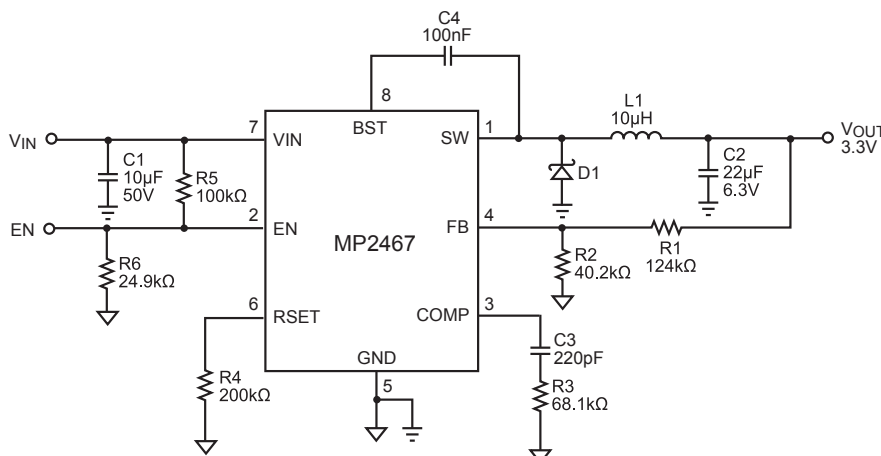 C4
100nF
8
BST
7
VIN
SW
1
L1
10µH
V_IN
V_OUT
3.3V
C1
10µF
50V
R5
100kΩ
D1
C2
22µF
6.3V
EN
2
EN
MP2467
FB
4
R2
40.2kΩ
R1
124kΩ
R6
24.9kΩ
6
RSET
COMP
3
C3
220pF
GND
5
R4
200kΩ
R3
68.1kΩ